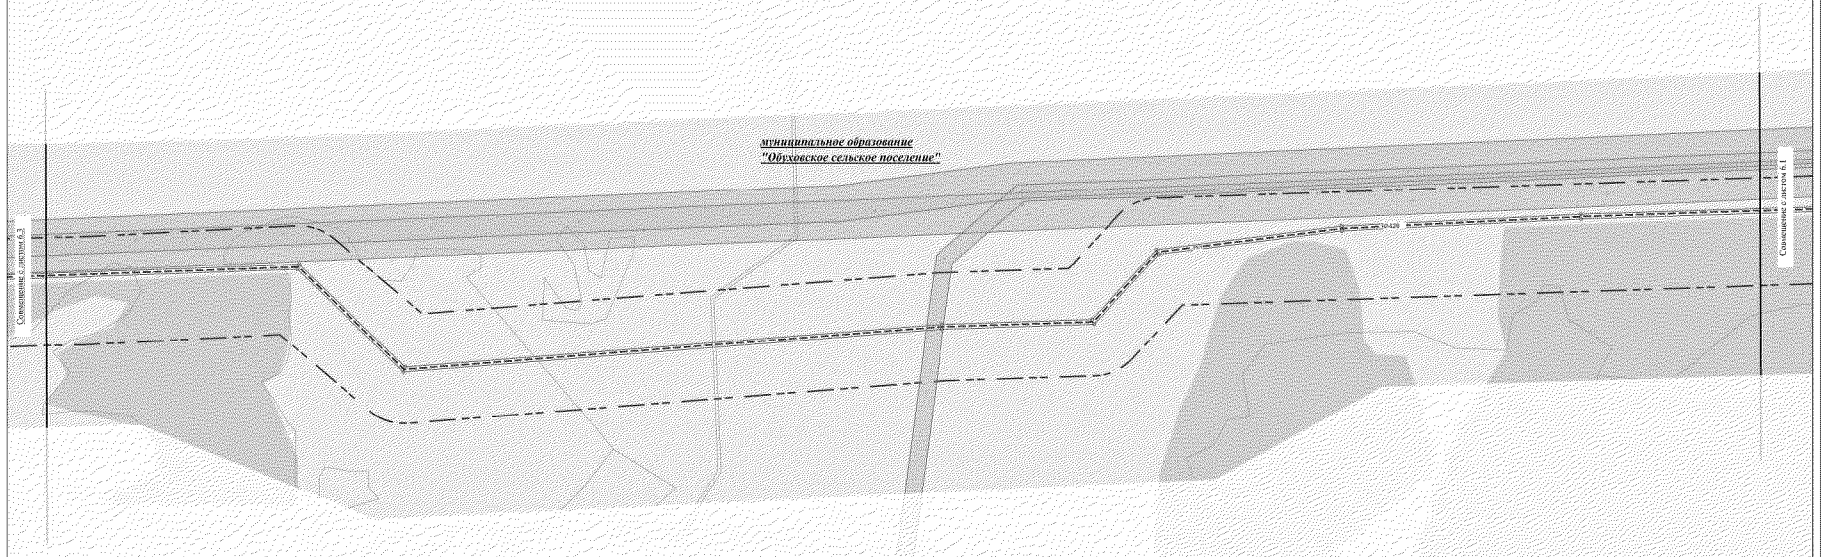 муниципальное образование
"Обуховское сельское поселение"
Совмещение с листом 6.3
Совмещение с листом 6.1